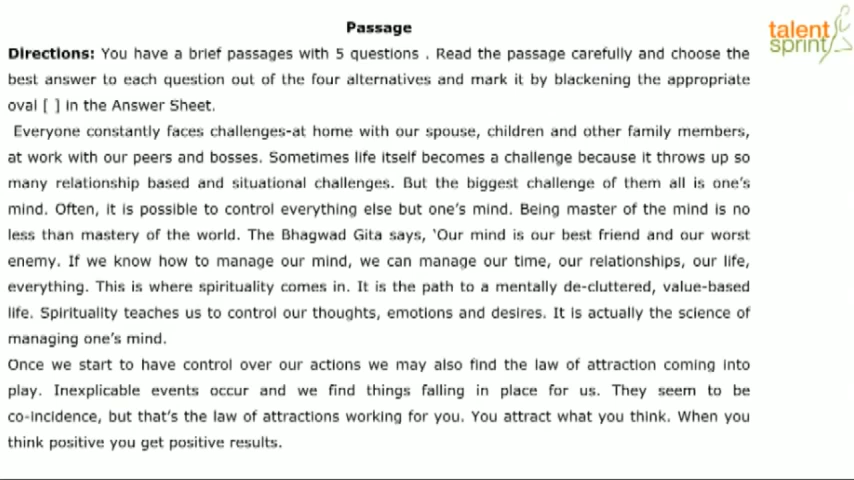 Passage
talent
sprint
Directions: You have a brief passages with 5 questions . Read the passage carefully and choose the
best answer to each question out of the four alternatives and mark it by blackening the appropriate
oval [ ] in the Answer Sheet.
Everyone constantly faces challenges-at home with our spouse, children and other family members,
at work with our peers and bosses. Sometimes life itself becomes a challenge because it throws up so
many relationship based and situational challenges. But the biggest challenge of them all is one's
mind. Often, it is possible to control everything else but one's mind. Being master of the mind is no
less than mastery of the world. The Bhagwad Gita says, 'Our mind is our best friend and our worst
enemy. If we know how to manage our mind, we can manage our time, our relationships, our life,
everything. This is where spirituality comes in. It is the path to a mentally de-cluttered, value-based
life. Spirituality teaches us to control our thoughts, emotions and desires. It is actually the science of
managing one's mind.
Once we start to have control over our actions we may also find the law of attraction coming into
play. Inexplicable events occur and we find things falling in place for us. They seem to be
co-incidence, but that's the law of attractions working for you. You attract what you think. When you
think positive you get positive results.